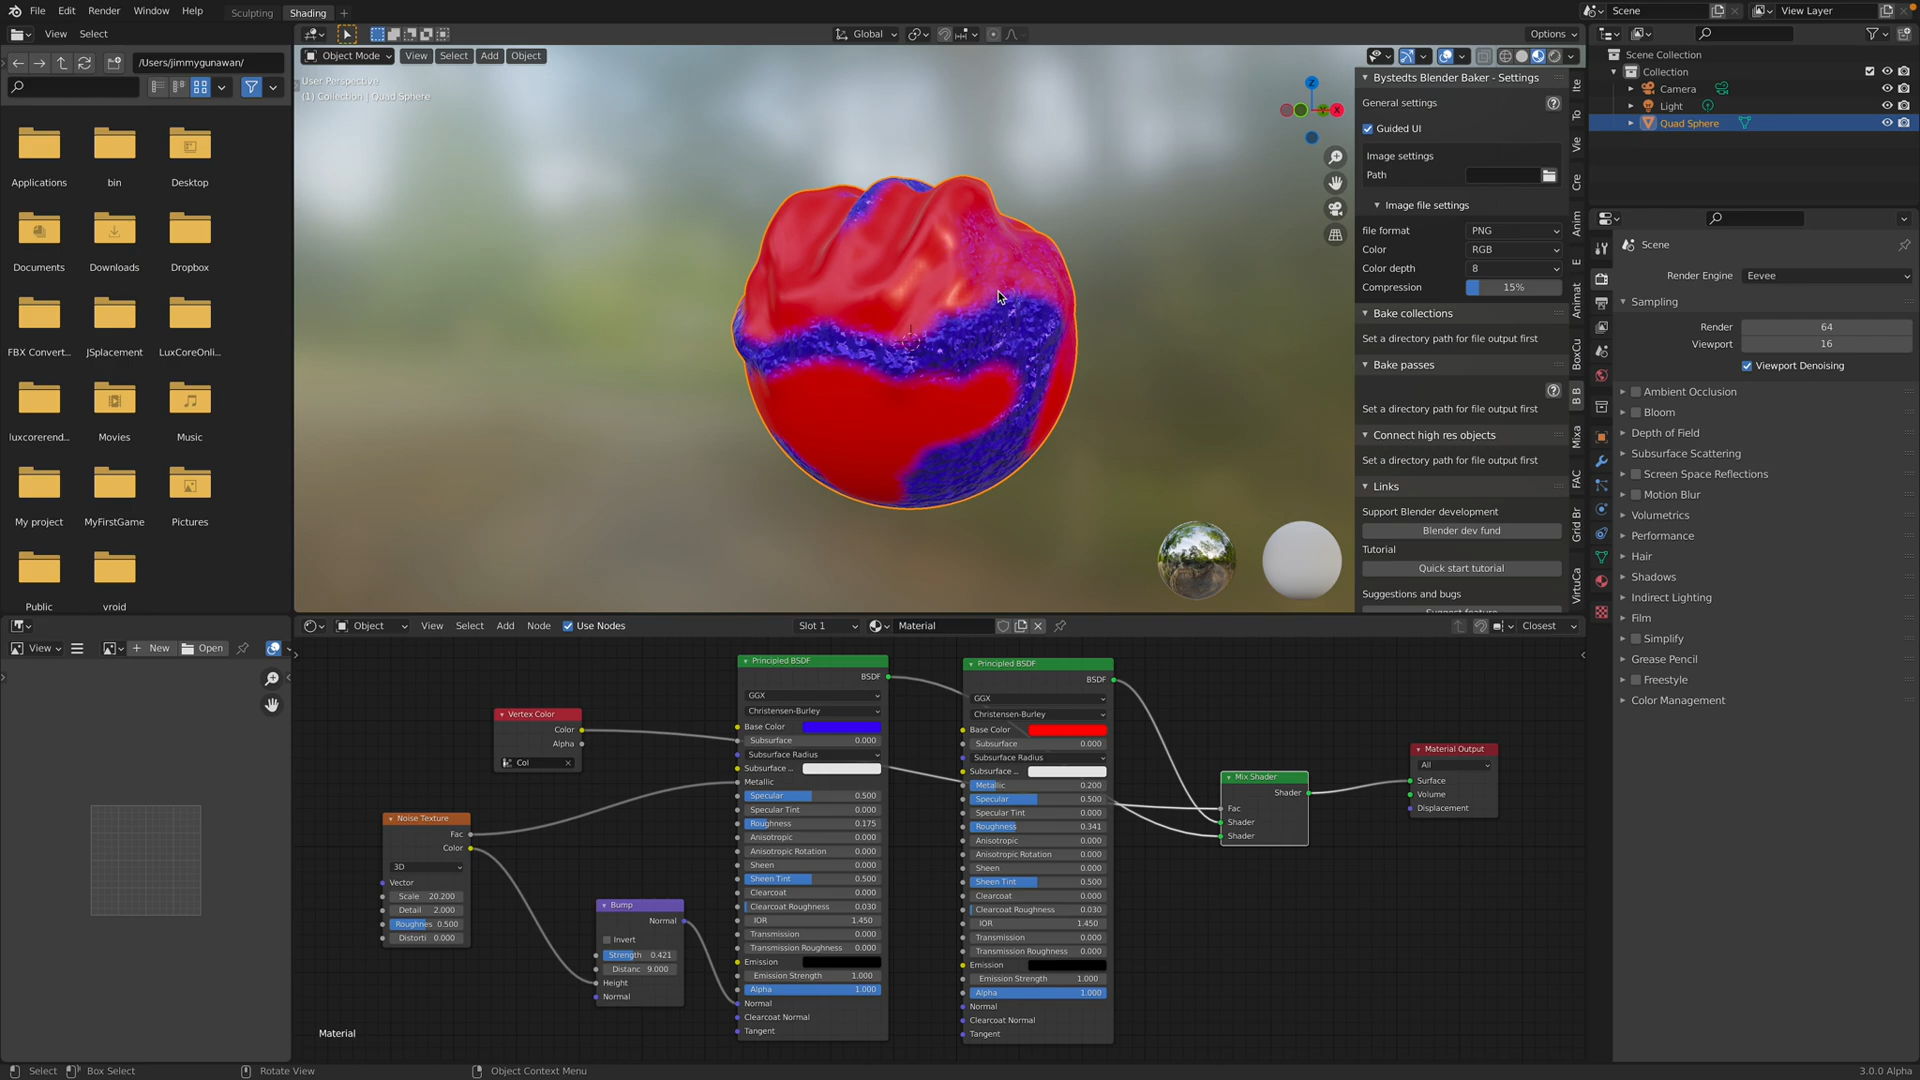 File Edit Render Window Help Sculpting Shading +
Scene View Layer
View Select
Global Options
/Users/jimmygunawan/
Object Mode View Select Add Object
User Perspective
(1) Collection | Quad Sphere
Applications bin Desktop
Documents Downloads Dropbox
FBX Convert... JSplacement LuxCoreOnli...
luxcorerend... Movies Music
My project MyFirstGame Pictures
Public vroid
Z
X
Bystedts Blender Baker - Settings
General settings
Guided UI
Image settings
Path
Image file settings
file format PNG
Color RGB
Color depth 8
Compression 15%
Bake collections
Set a directory path for file output first
Bake passes
Set a directory path for file output first
Connect high res objects
Set a directory path for file output first
Links
Support Blender development
Blender dev fund
Tutorial
Quick start tutorial
Suggestions and bugs
Suggest feature
Ite
To
Vie
Cre
Anim
E
Animat
BoxCu
B B
Mixa
FAC
Grid Br
VirtuCa
Scene Collection
Collection
Camera
Light
Quad Sphere
Scene
Render Engine Eevee
Sampling
Render 64
Viewport 16
Viewport Denoising
Ambient Occlusion
Bloom
Depth of Field
Subsurface Scattering
Screen Space Reflections
Motion Blur
Volumetrics
Performance
Hair
Shadows
Indirect Lighting
Film
Simplify
Grease Pencil
Freestyle
Color Management
View New Open
Object View Select Add Node Use Nodes Slot 1 Material Closest
Vertex Color
Color
Alpha
Col
Noise Texture
Fac
Color
3D
Vector
Scale 20.200
Detail 2.000
Roughnes 0.500
Distorti 0.000
Bump
Normal
Invert
Strength 0.421
Distanc 9.000
Height
Normal
Principled BSDF
BSDF
GGX
Christensen-Burley
Base Color
Subsurface 0.000
Subsurface Radius
Subsurface ...
Metallic
Specular 0.500
Specular Tint 0.000
Roughness 0.175
Anisotropic 0.000
Anisotropic Rotation 0.000
Sheen 0.000
Sheen Tint 0.500
Clearcoat 0.000
Clearcoat Roughness 0.030
IOR 1.450
Transmission 0.000
Transmission Roughness 0.000
Emission
Emission Strength 1.000
Alpha 1.000
Normal
Clearcoat Normal
Tangent
Principled BSDF
BSDF
GGX
Christensen-Burley
Base Color
Subsurface 0.000
Subsurface Radius
Subsurface ...
Metallic 0.200
Specular 0.500
Specular Tint 0.000
Roughness 0.341
Anisotropic 0.000
Anisotropic Rotation 0.000
Sheen 0.000
Sheen Tint 0.500
Clearcoat 0.000
Clearcoat Roughness 0.030
IOR 1.450
Transmission 0.000
Transmission Roughness 0.000
Emission
Emission Strength 1.000
Alpha 1.000
Normal
Clearcoat Normal
Tangent
Mix Shader
Shader
Fac
Shader
Shader
Material Output
All
Surface
Volume
Displacement
Material
Select Box Select Rotate View Object Context Menu 3.0.0 Alpha